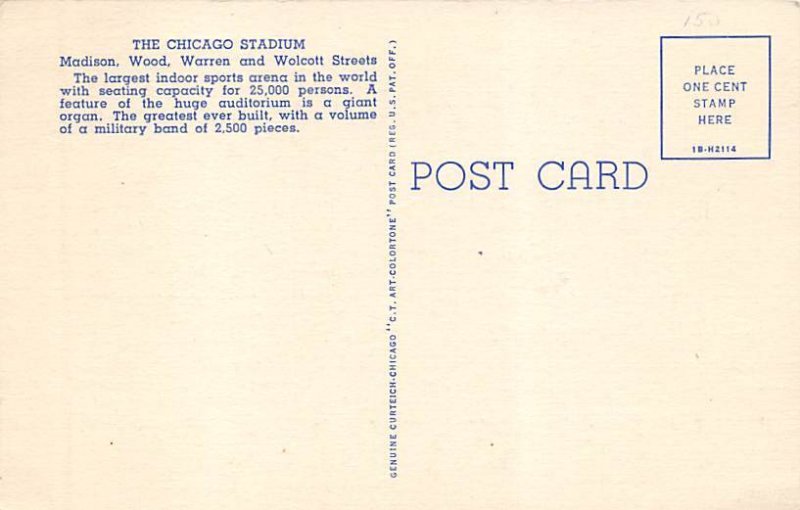 THE CHICAGO STADIUM
Madison, Wood, Warren and Wolcott Streets
The largest indoor sports arena in the world
with seating capacity for 25,000 persons. A
feature of the huge auditorium is a giant
organ. The greatest ever built, with a volume
of a military band of 2,500 pieces.
GENUINE CURTEICH-CHICAGO "C.T. ART-COLORTONE" POST CARD (REG. U.S. PAT. OFF.)
POST CARD
150
PLACE
ONE CENT
STAMP
HERE
1B-H2114